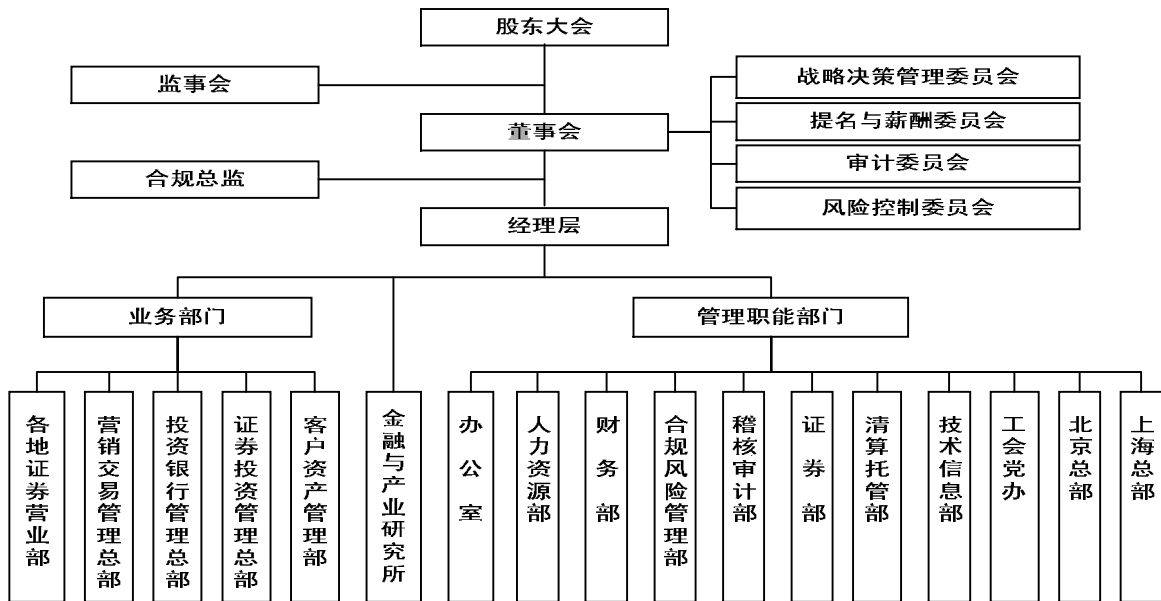 股东大会
监事会
战略决策管理委员会
提名与薪酬委员会
董事会
审计委员会
合规总监
风险控制委员会
经理层
业务部门
管理职能部门
各地证券营业部
营销交易管理总部
投资银行管理总部
证券投资管理总部
客户资产管理部
金融与产业研究所
办公室
人力资源部
财务部
合规风险管理部
稽核审计部
证券部
清算托管部
技术信息部
工会党办
北京总部
上海总部